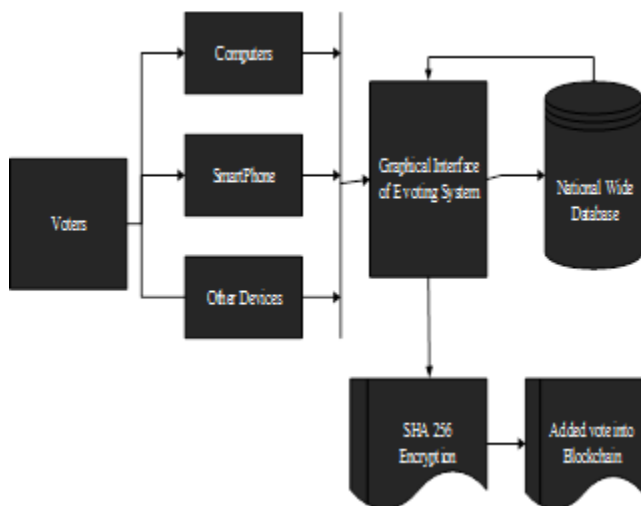 Computers
SmartPhone
Voters
Other Devices
Graphical Interface
of Evoting System
National Wide
Database
SHA 256
Encryption
Added vote into
Blockchain